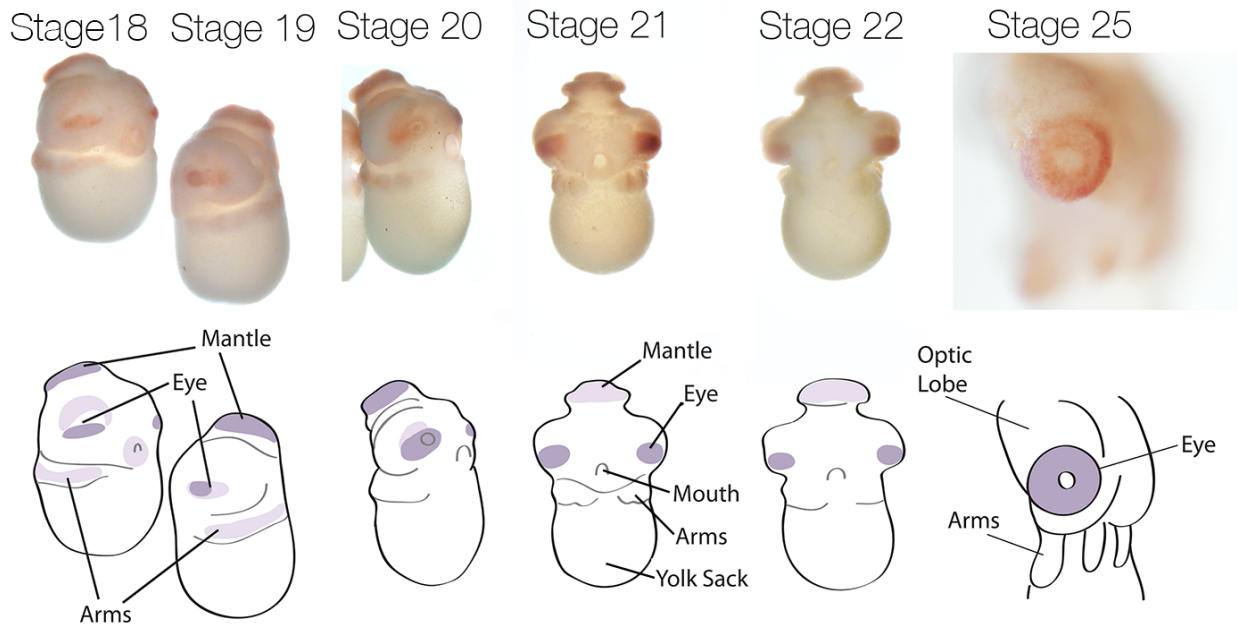 Stage18
Stage 19
Stage 20
Stage 21
Stage 22
Stage 25
Mantle
Eye
Arms
Mantle
Eye
Mouth
Arms
Yolk Sack
Optic
Lobe
Eye
Arms